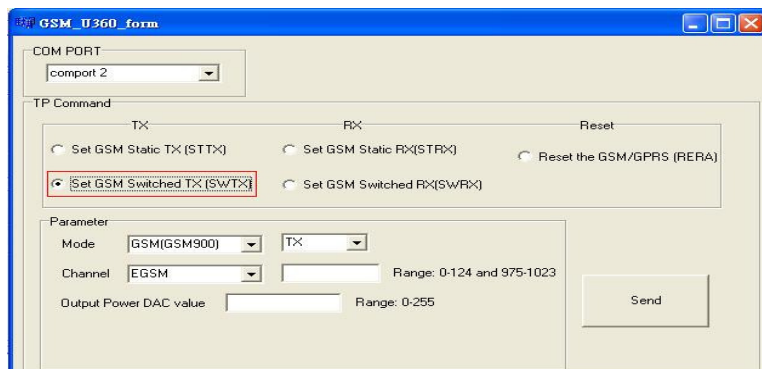 GSM_U360_form
COM PORT
comport 2
TP Command
TX
RX
Reset
Set GSM Static TX (STTX)
Set GSM Static RX(STRX)
Reset the GSM/GPRS (RERA)
Set GSM Switched TX (SWTX)
Set GSM Switched RX(SWRX)
Parameter
Mode
GSM(GSM900)
TX
Channel
EGSM
Range: 0-124 and 975-1023
Output Power DAC value
Range: 0-255
Send